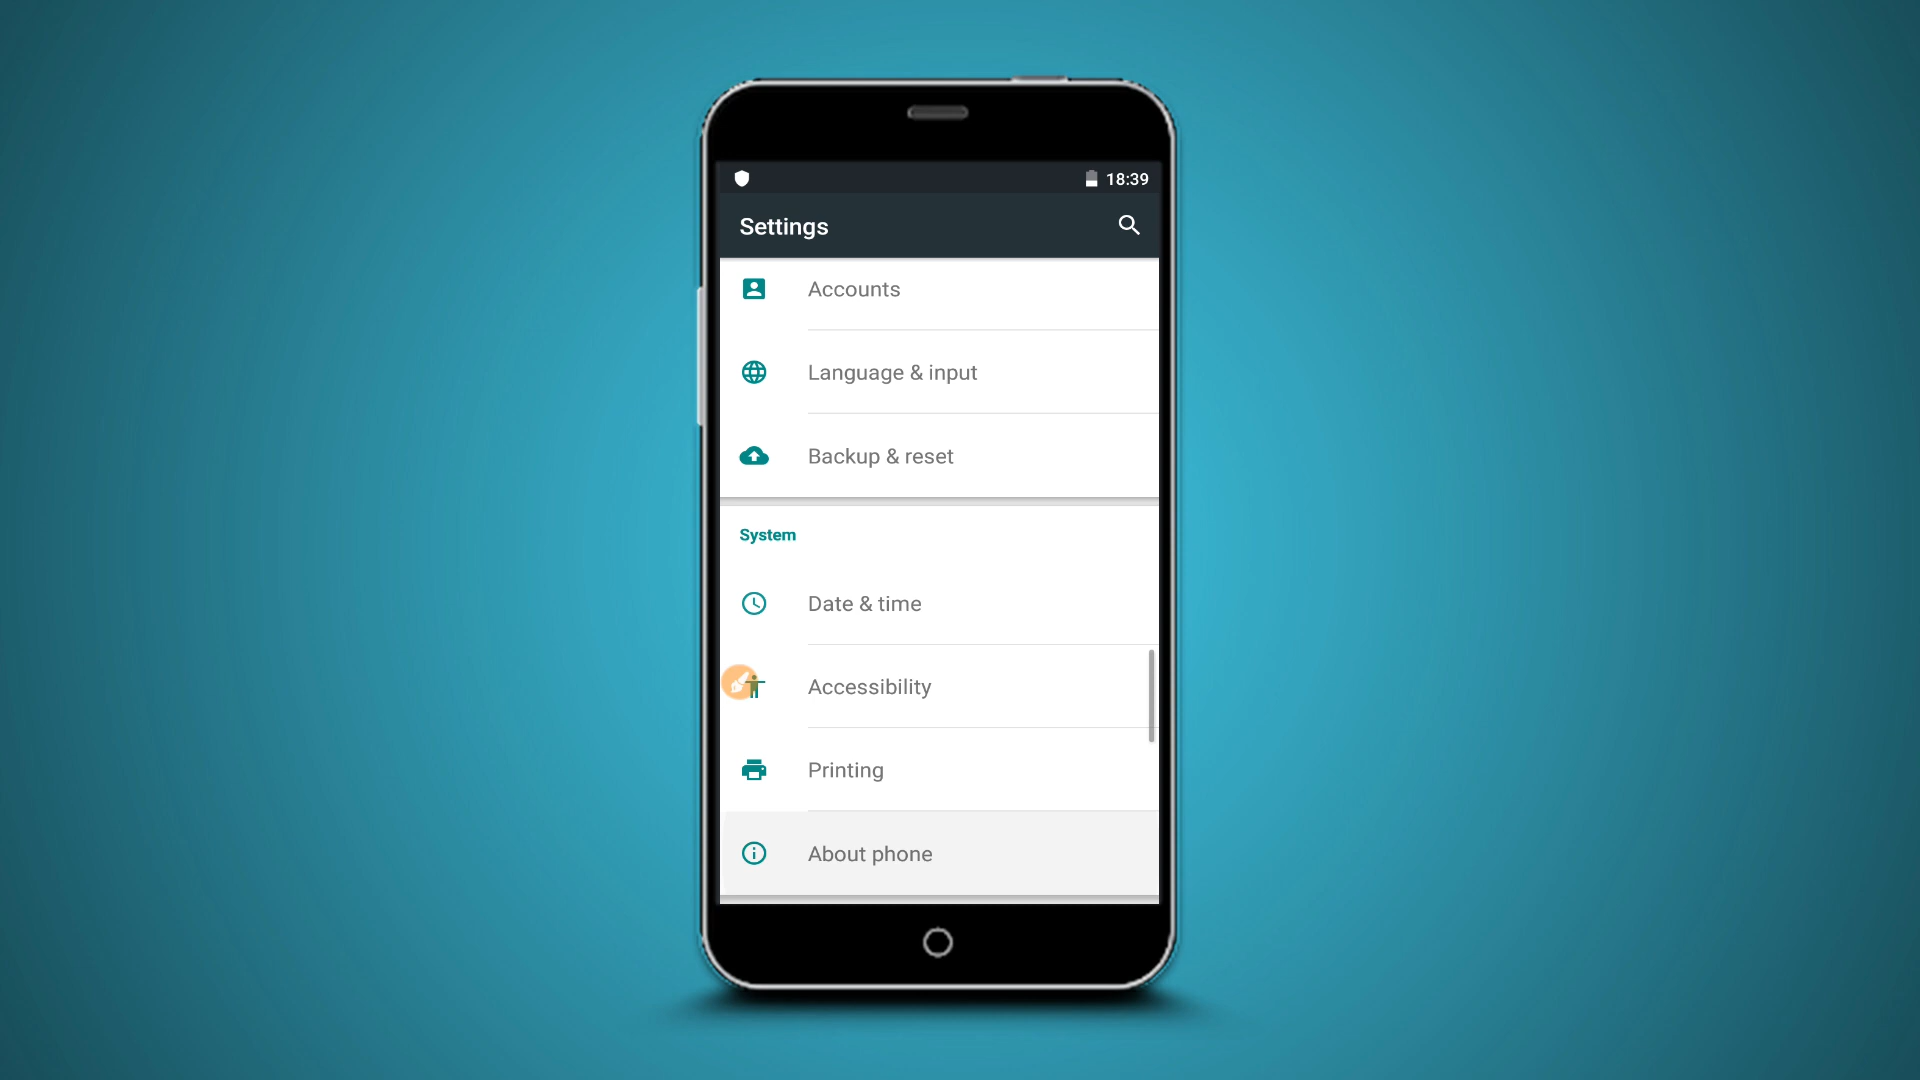 18:39
Settings
Accounts
Language & input
Backup & reset
System
Date & time
Accessibility
Printing
About phone